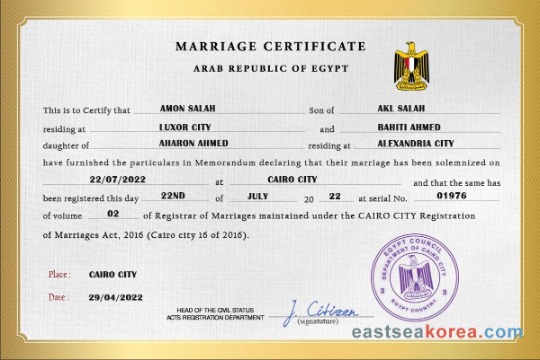 MARRIAGE CERTIFICATE
ARAB REPUBLIC OF EGYPT
This is to Certify that AMON SALAH Son of AKL SALAH
residing at LUXOR CITY and BAHITI AHMED
daughter of AHARON AHMED residing at ALEXANDRIA CITY
have furnished the particulars in Memorandum declaring that their marriage has been solemnized on
22/07/2022 at CAIRO CITY and that the same has
been registered this day 22ND of JULY 20 22 at serial No. 01976
of volume 02 of Registrar of Marriages maintained under the CAIRO CITY Registration
of Marriages Act, 2016 (Cairo city 16 of 2016).
Place : CAIRO CITY
Date : 29/04/2022
HEAD OF THE CIVIL STATUS
ACTS REGISTRATION DEPARTMENT
J. Citizen
(signanature)
EGYPT COUNCIL
DEPARTMENT OF CAIRO CITY
EGYPT COUNTRY
eastseakorea.com